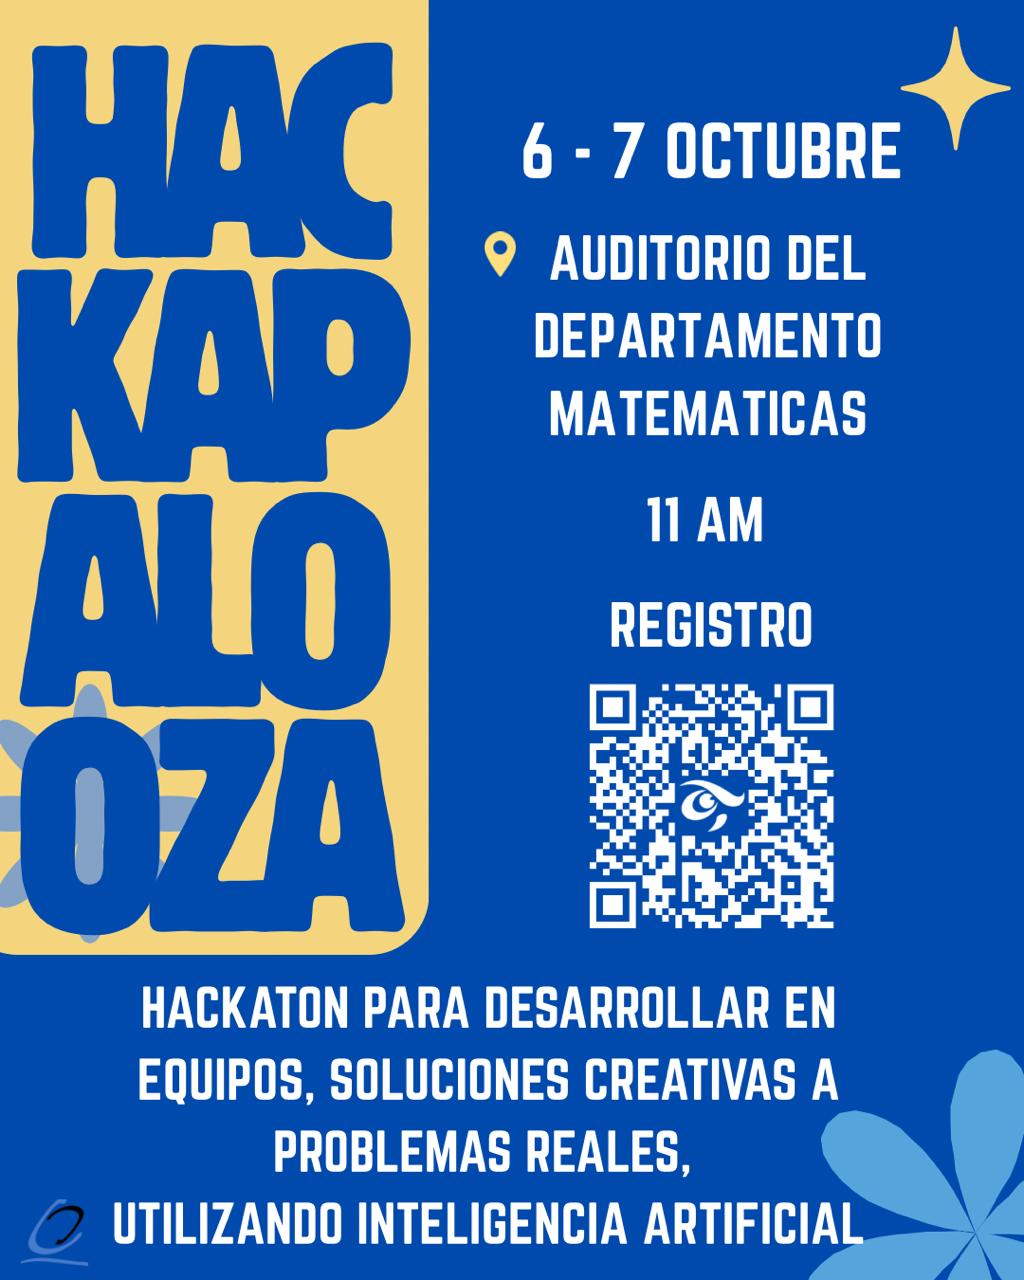 HAC
KAP
ALO
OZA
6 - 7 OCTUBRE
AUDITORIO DEL
DEPARTAMENTO
MATEMATICAS
11 AM
REGISTRO
HACKATON PARA DESARROLLAR EN
EQUIPOS, SOLUCIONES CREATIVAS A
PROBLEMAS REALES,
UTILIZANDO INTELIGENCIA ARTIFICIAL